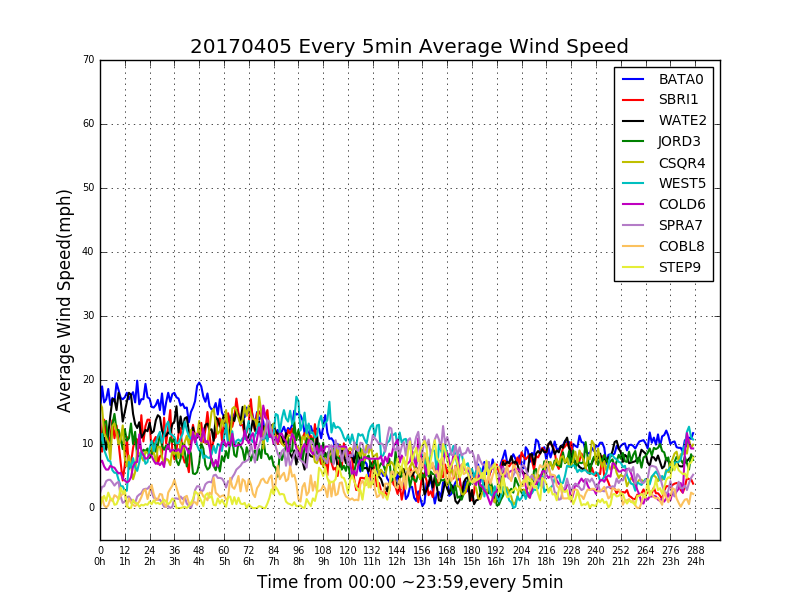 20170405 Every 5min Average Wind Speed
70
60
50
40
30
20
10
0
Average Wind Speed(mph)
BATA0
SBRI1
WATE2
JORD3
CSQR4
WEST5
COLD6
SPRA7
COBL8
STEP9
0 12 24 36 48 60 72 84 96 108 120 132 144 156 168 180 192 204 216 228 240 252 264 276 288
0h 1h 2h 3h 4h 5h 6h 7h 8h 9h 10h 11h 12h 13h 14h 15h 16h 17h 18h 19h 20h 21h 22h 23h 24h
Time from 00:00 ~23:59,every 5min